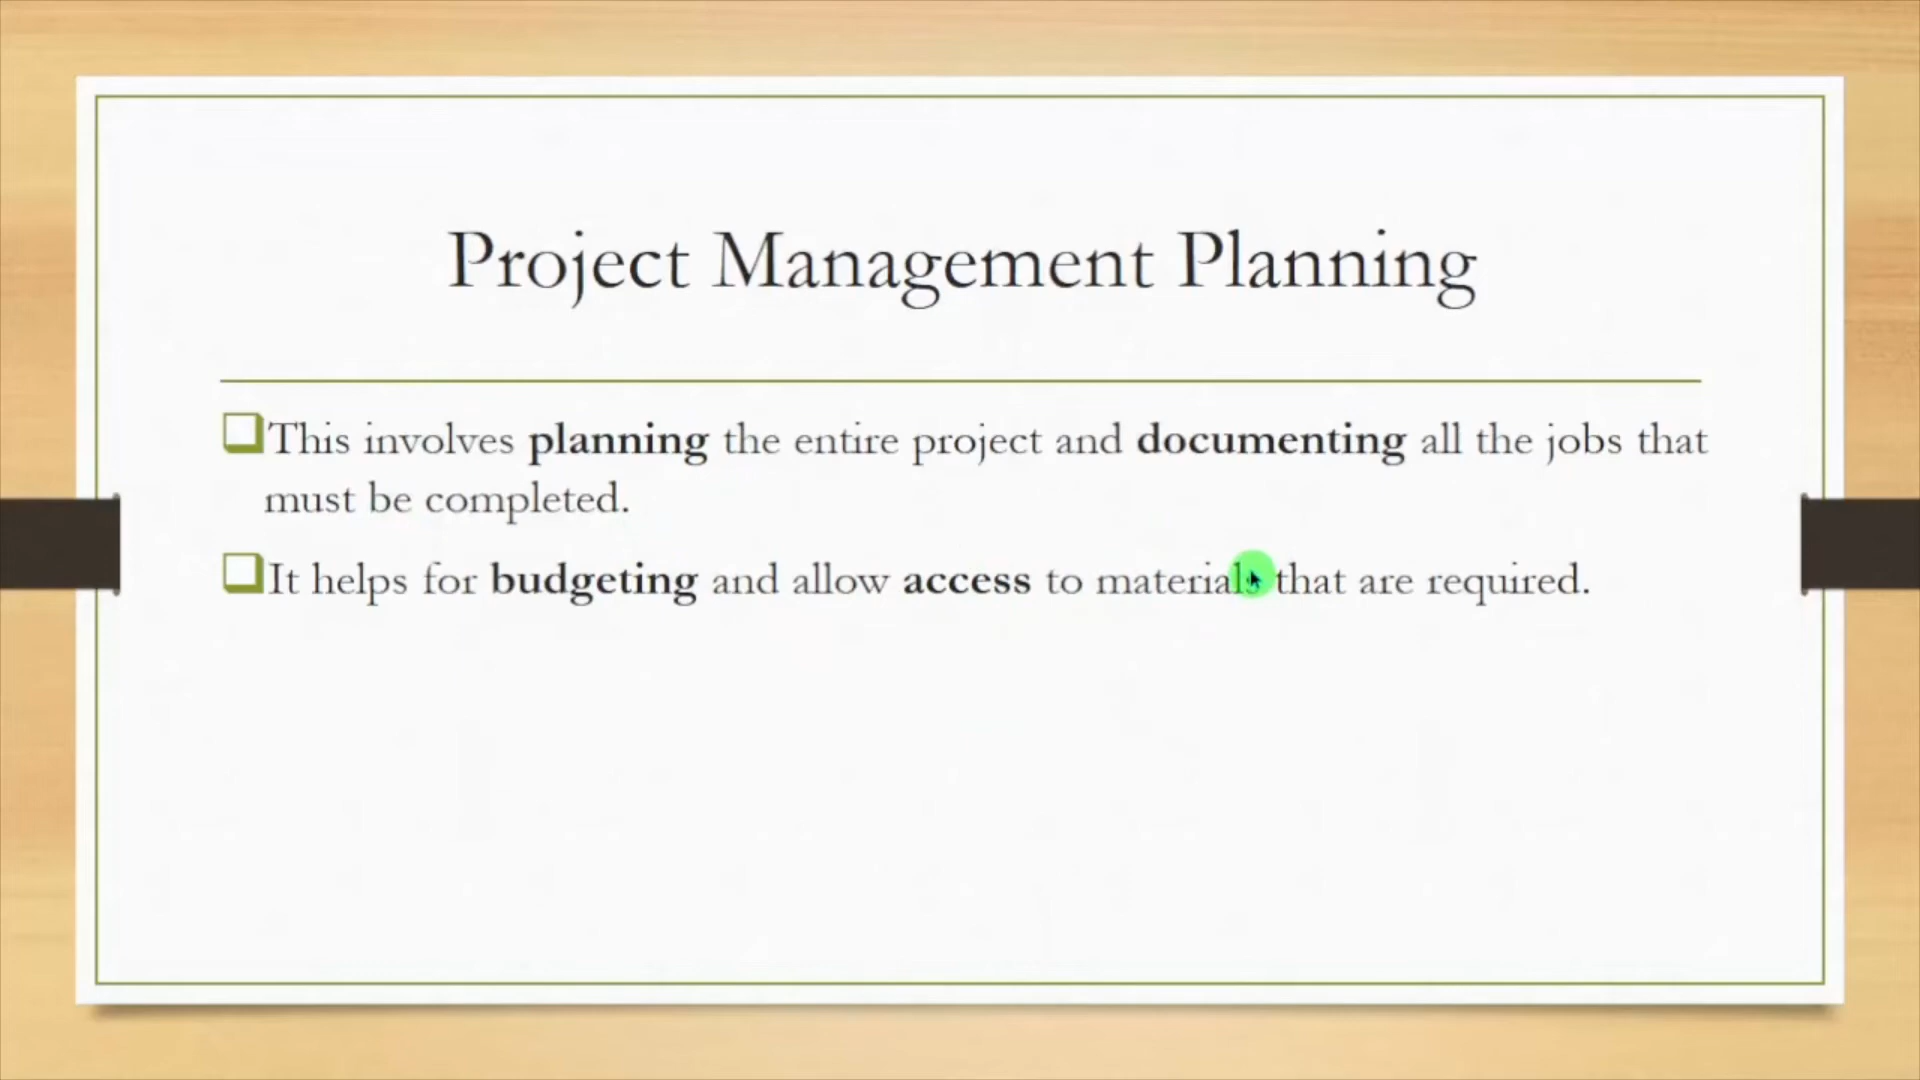 Project Management Planning
This involves planning the entire project and documenting all the jobs that
must be completed.
It helps for budgeting and allow access to materials that are required.